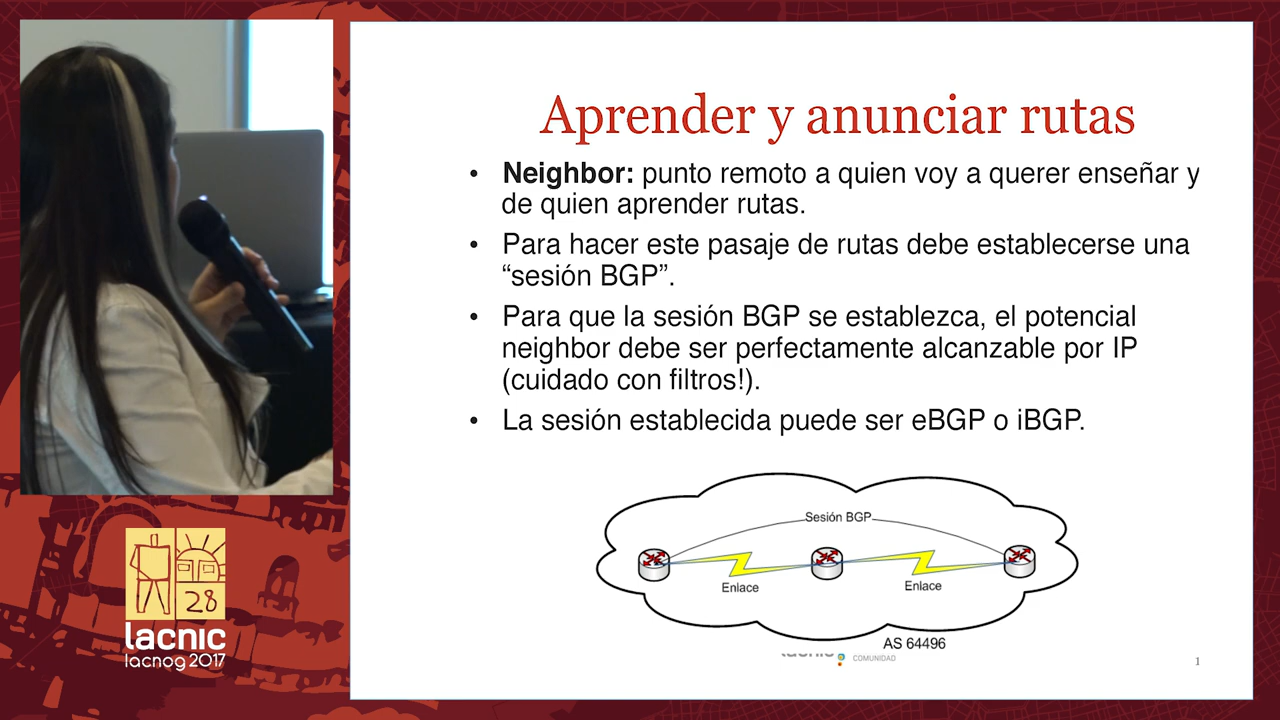 Aprender y anunciar rutas
• Neighbor: punto remoto a quien voy a querer enseñar y
de quien aprender rutas.
• Para hacer este pasaje de rutas debe establecerse una
“sesión BGP”.
• Para que la sesión BGP se establezca, el potencial
neighbor debe ser perfectamente alcanzable por IP
(cuidado con filtros!).
• La sesión establecida puede ser eBGP o iBGP.
Sesión BGP
Enlace
Enlace
AS 64496
lacnic
COMUNIDAD
1
28
lacnic
lacnog 2017